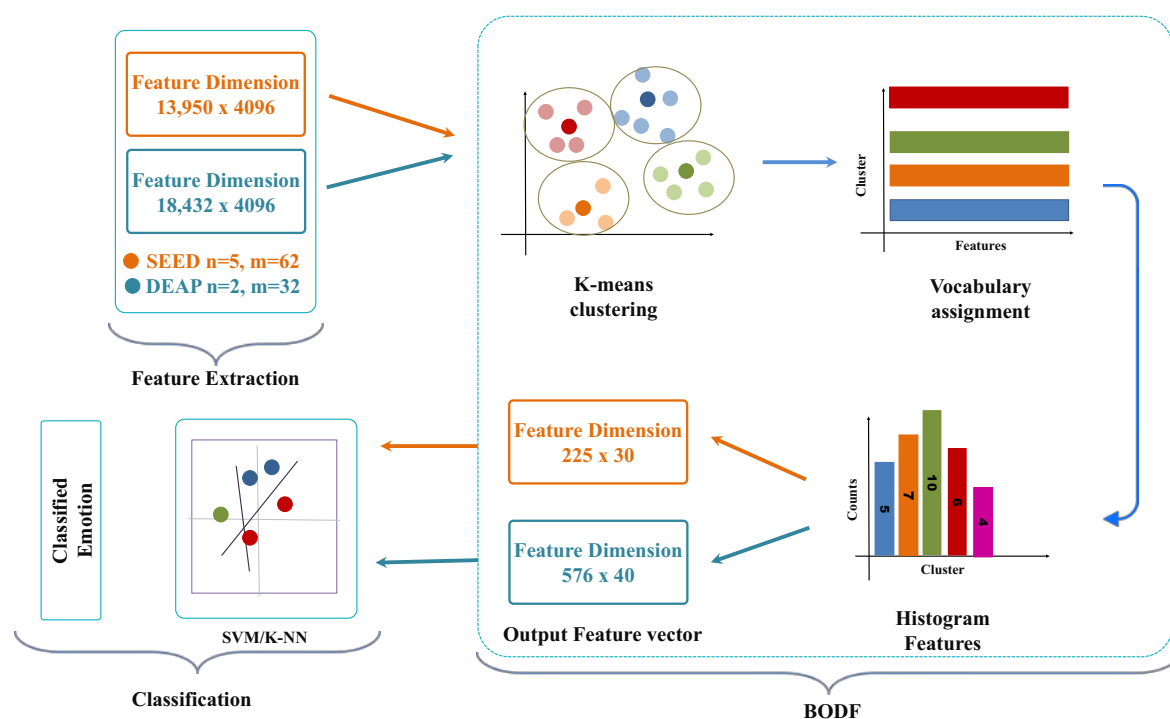 Feature Dimension
13,950 x 4096
Feature Dimension
18,432 x 4096
SEED n=5, m=62
DEAP n=2, m=32
Feature Extraction
K-means
clustering
Cluster
Features
Vocabulary
assignment
Classified
Emotion
SVM/K-NN
Classification
Feature Dimension
225 x 30
Feature Dimension
576 x 40
Output Feature vector
Counts
5
7
10
6
4
Cluster
Histogram
Features
BODF